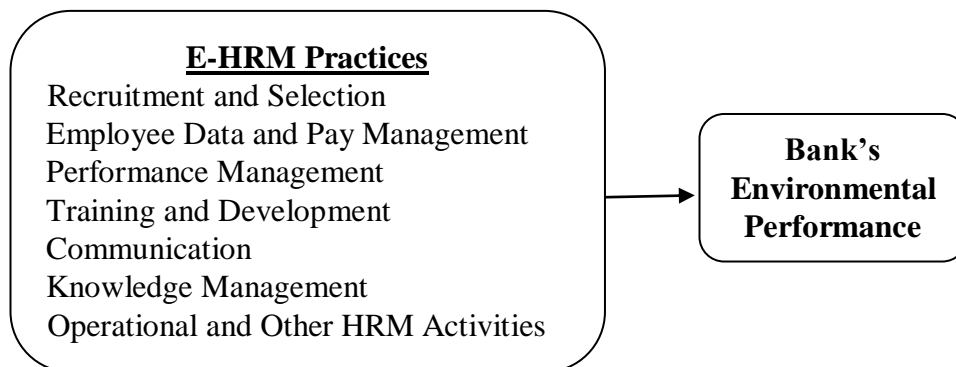 E-HRM Practices
Recruitment and Selection
Employee Data and Pay Management
Performance Management
Training and Development
Communication
Knowledge Management
Operational and Other HRM Activities
Bank’s
Environmental
Performance